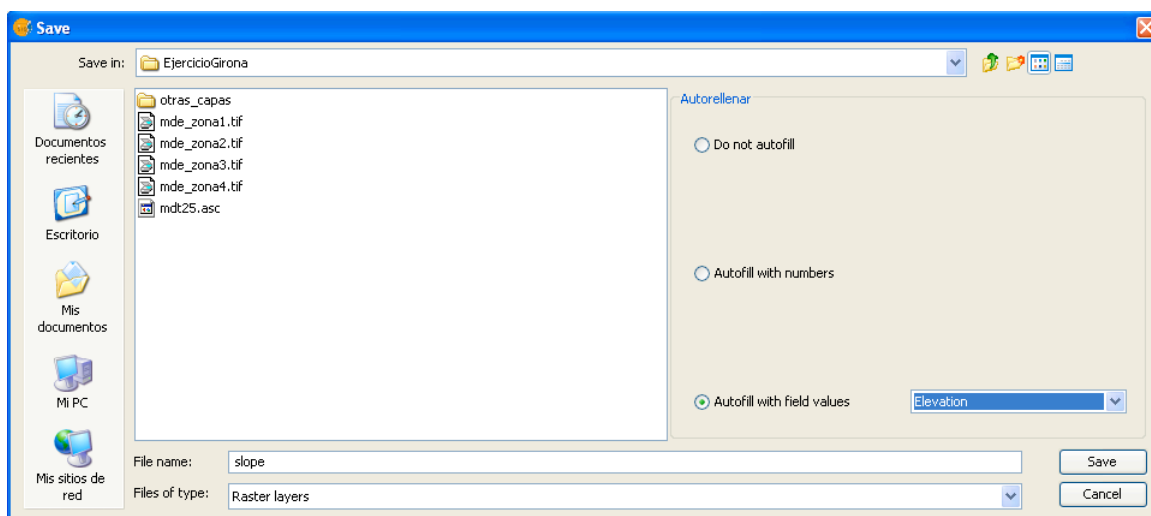 Save
Save in:
EjercicioGirona
Documentos
recientes
Escritorio
Mis
documentos
Mi PC
Mis sitios de
red
otras_capas
mde_zona1.tif
mde_zona2.tif
mde_zona3.tif
mde_zona4.tif
mdt25.asc
Autorellenar
Do not autofill
Autofill with numbers
Autofill with field values
Elevation
File name:
slope
Save
Files of type:
Raster layers
Cancel